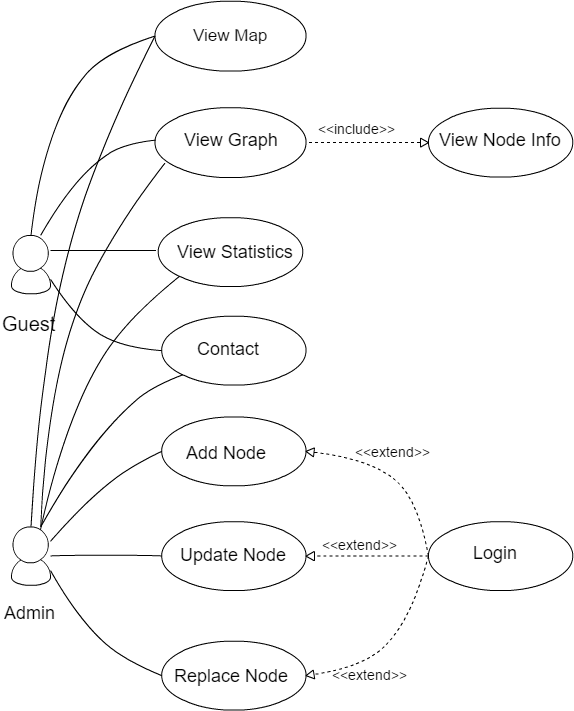 View Map
View Graph
<<include>>
View Node Info
View Statistics
Guest
Contact
Add Node
<<extend>>
Update Node
<<extend>>
Login
Admin
Replace Node
<<extend>>